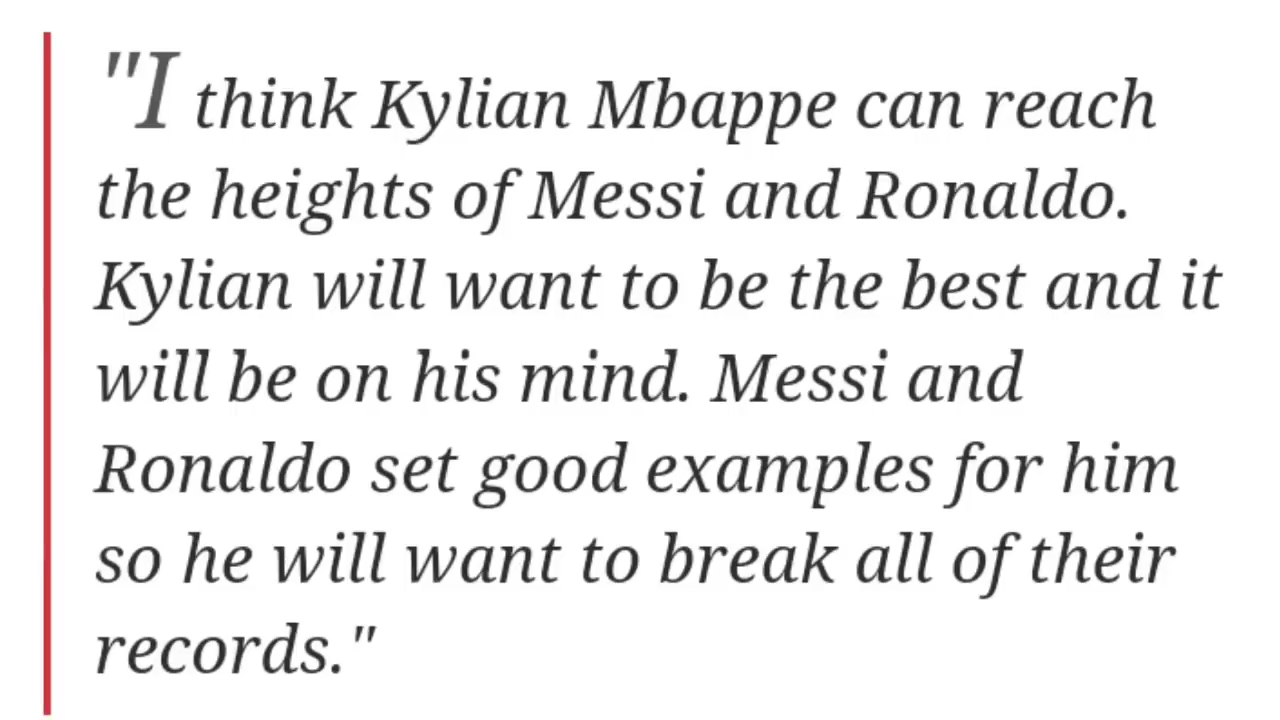 "I think Kylian Mbappe can reach
the heights of Messi and Ronaldo.
Kylian will want to be the best and it
will be on his mind. Messi and
Ronaldo set good examples for him
so he will want to break all of their
records."